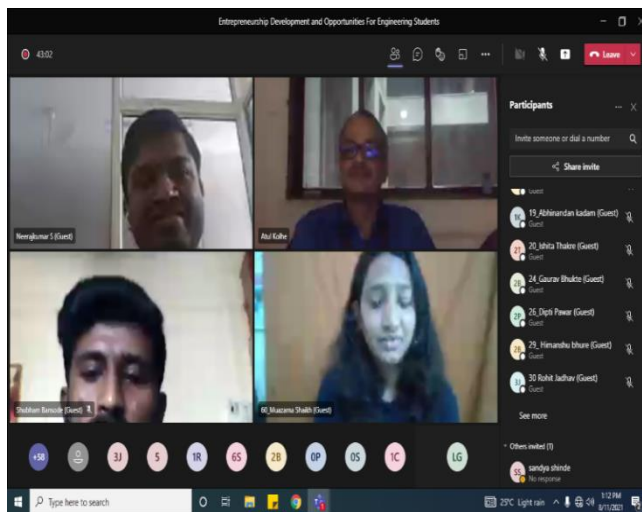 Entrepreneurship Development and Opportunities For Engineering Students
43:02
Leave
Participants
Invite someone or dial a number
Share invite
Guest
19_Abhinandan kadam (Guest)
Guest
20_Ishita Thakre (Guest)
Guest
24_Gaurav Bhukte (Guest)
Guest
26_Dipti Pawar (Guest)
Guest
29_ Himanshu bhure (Guest)
Guest
30 Rohit Jadhav (Guest)
Guest
See more
Others invited (1)
SS
sandya shinde
No response
Neerajkumar S (Guest)
Atul Kolhe
Shubham Bansode (Guest)
60_Muazama Shaikh (Guest)
+58
3J
5
1R
6S
2B
0P
0S
1C
LG
Type here to search
25°C Light rain
1:12 PM
8/11/2021